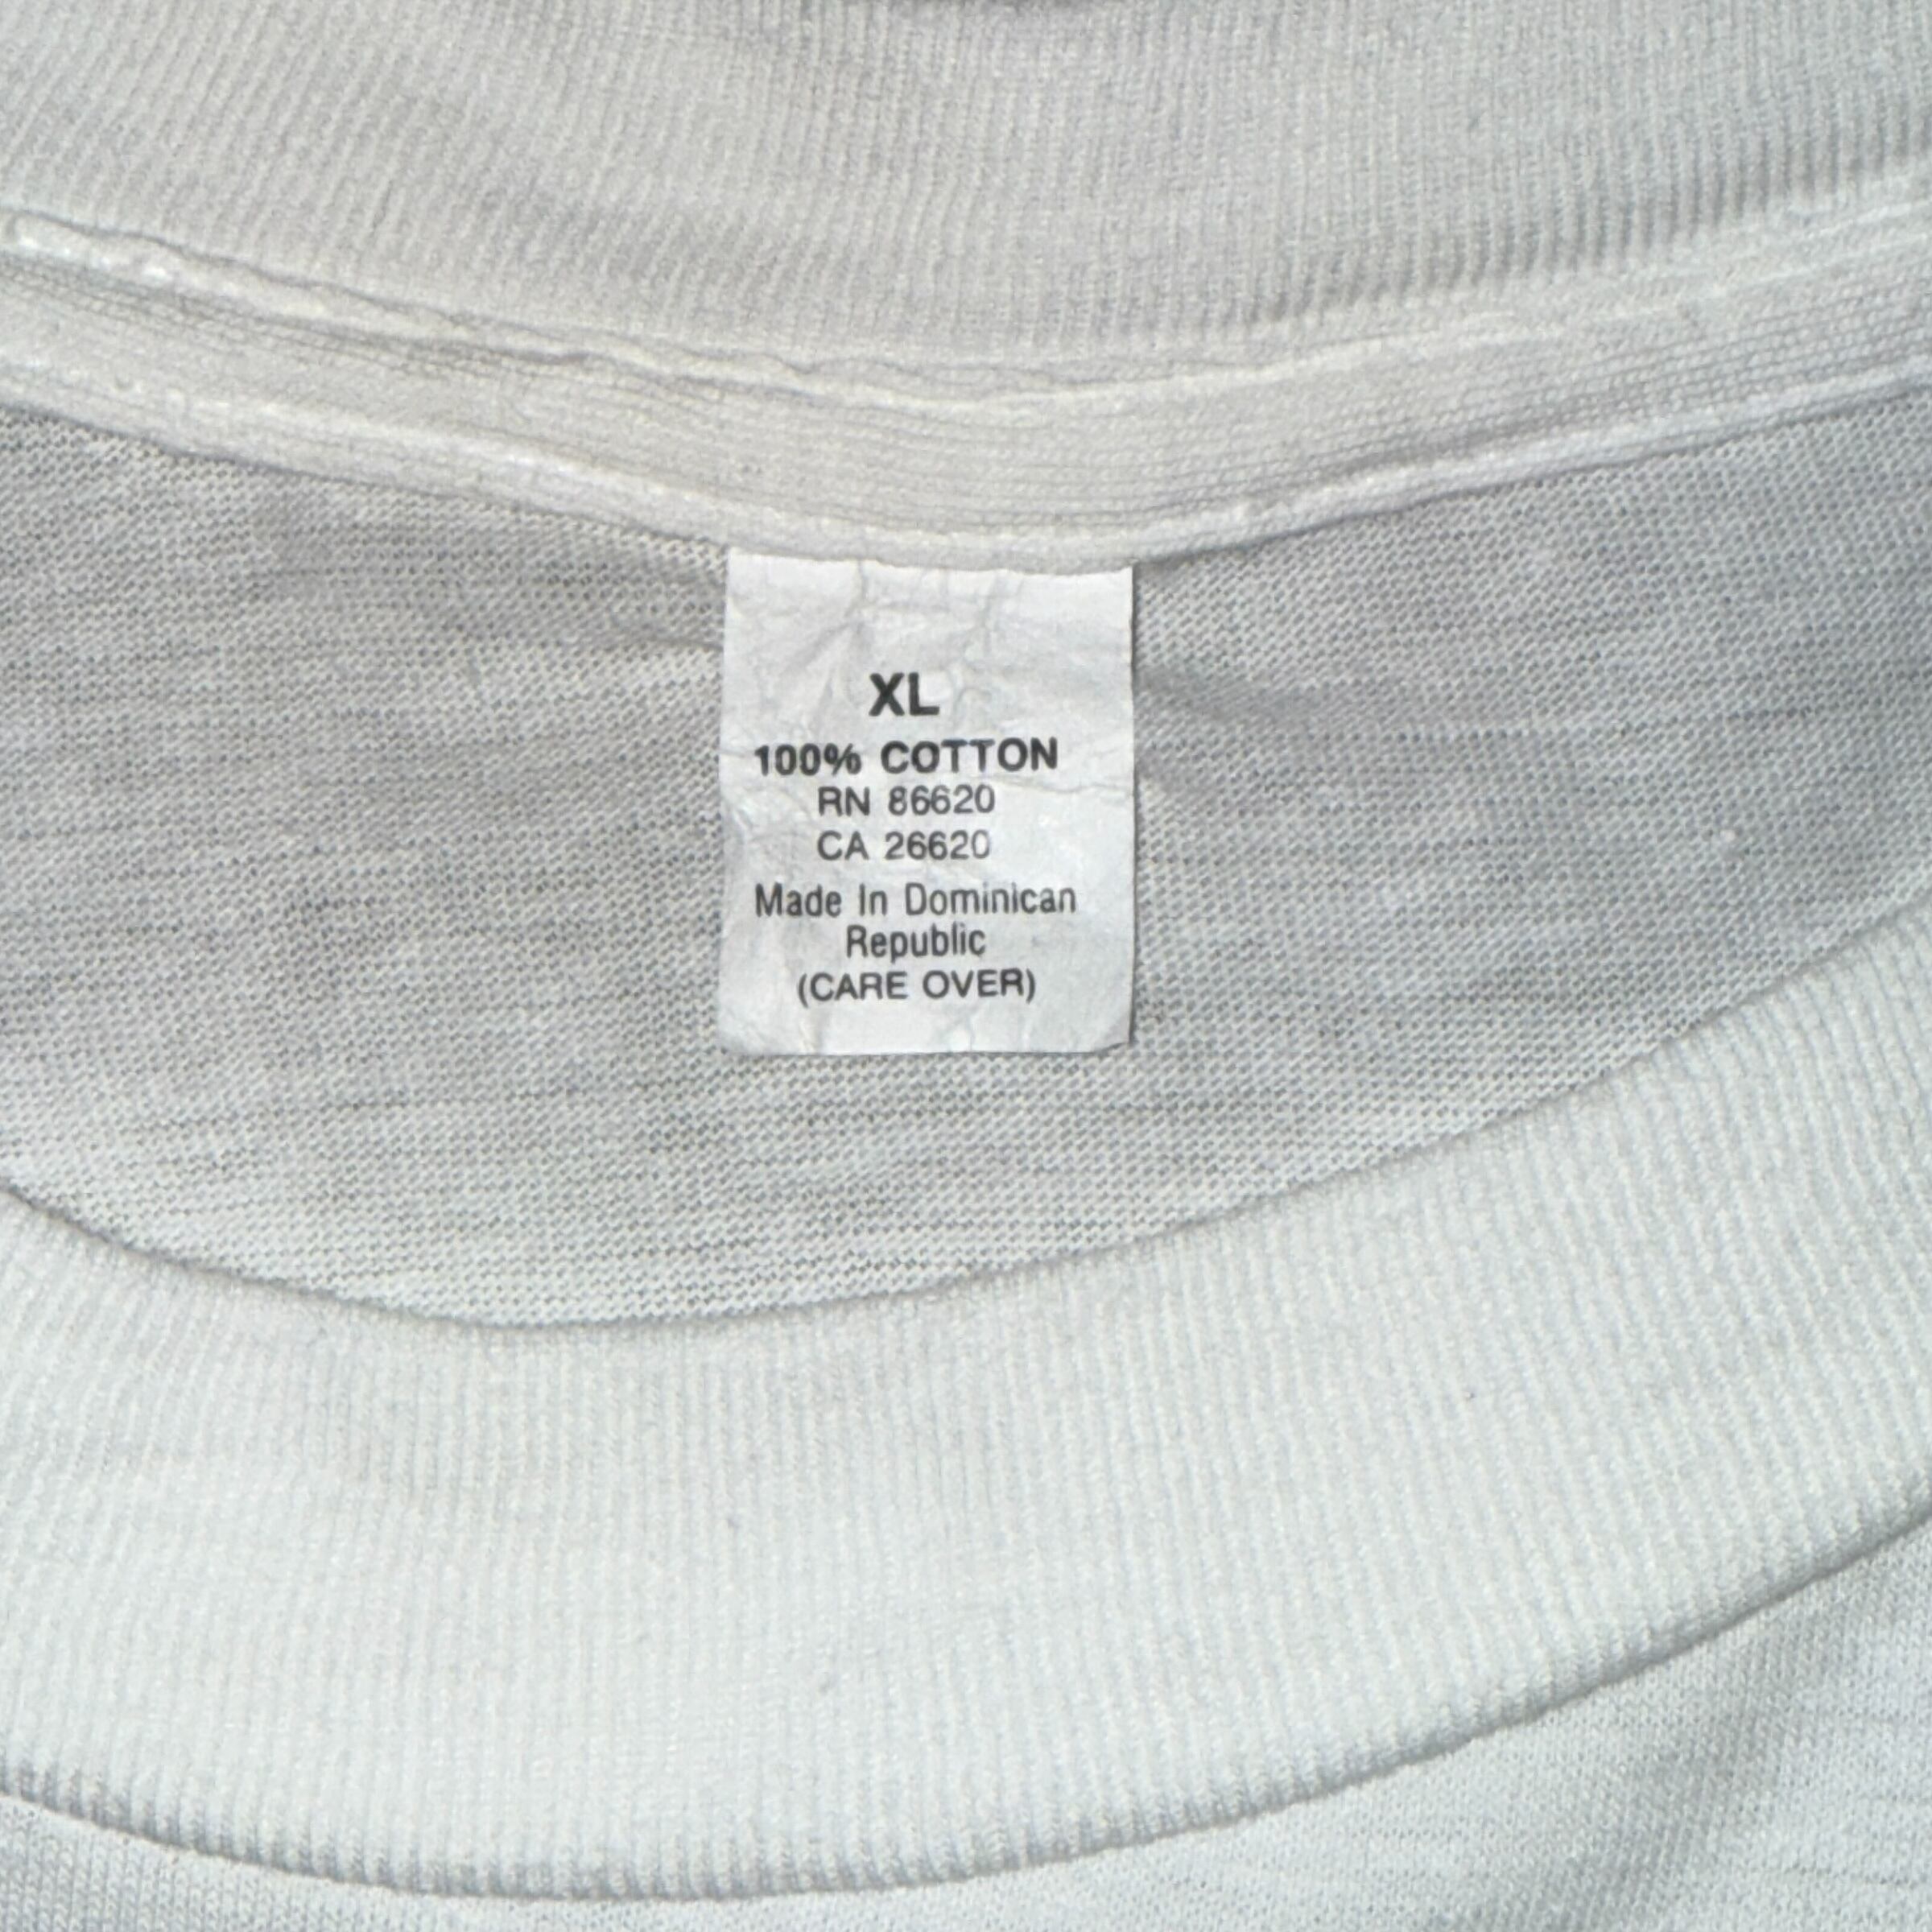 XL
100% COTTON
RN 86620
CA 26620
Made In Dominican
Republic
(CARE OVER)